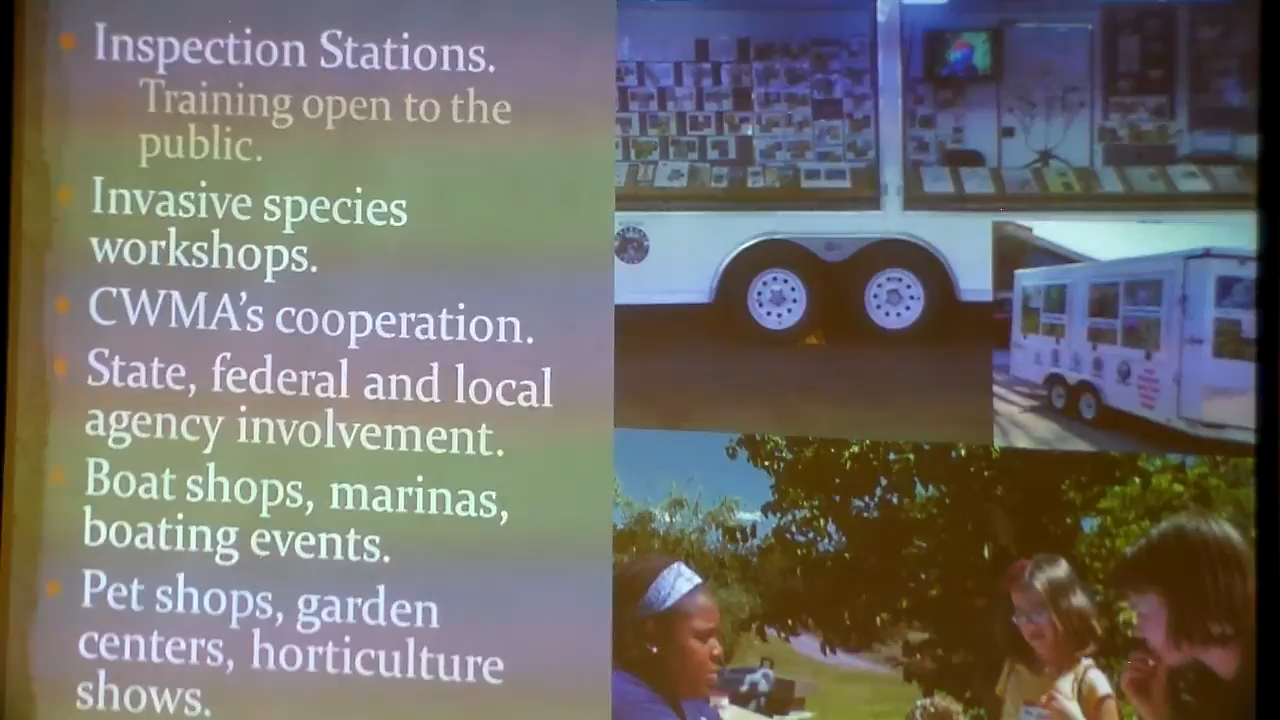 Inspection Stations.
Training open to the
public.
Invasive species
workshops.
CWMA's cooperation.
State, federal and local
agency involvement.
Boat shops, marinas,
boating events.
Pet shops, garden
centers, horticulture
shows.